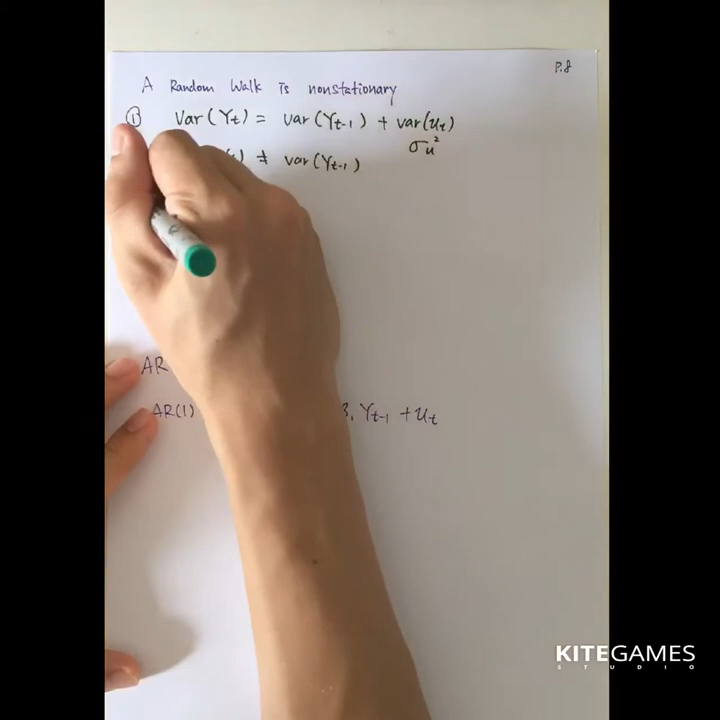 P.8
A Random Walk is nonstationary
① Var(Yt) = var(Yt-1) + var(ut)
σu²
t) ≠ var(Yt-1)
AR
AR(1) Yt-1 + ut
KITEGAMES
STUDIO